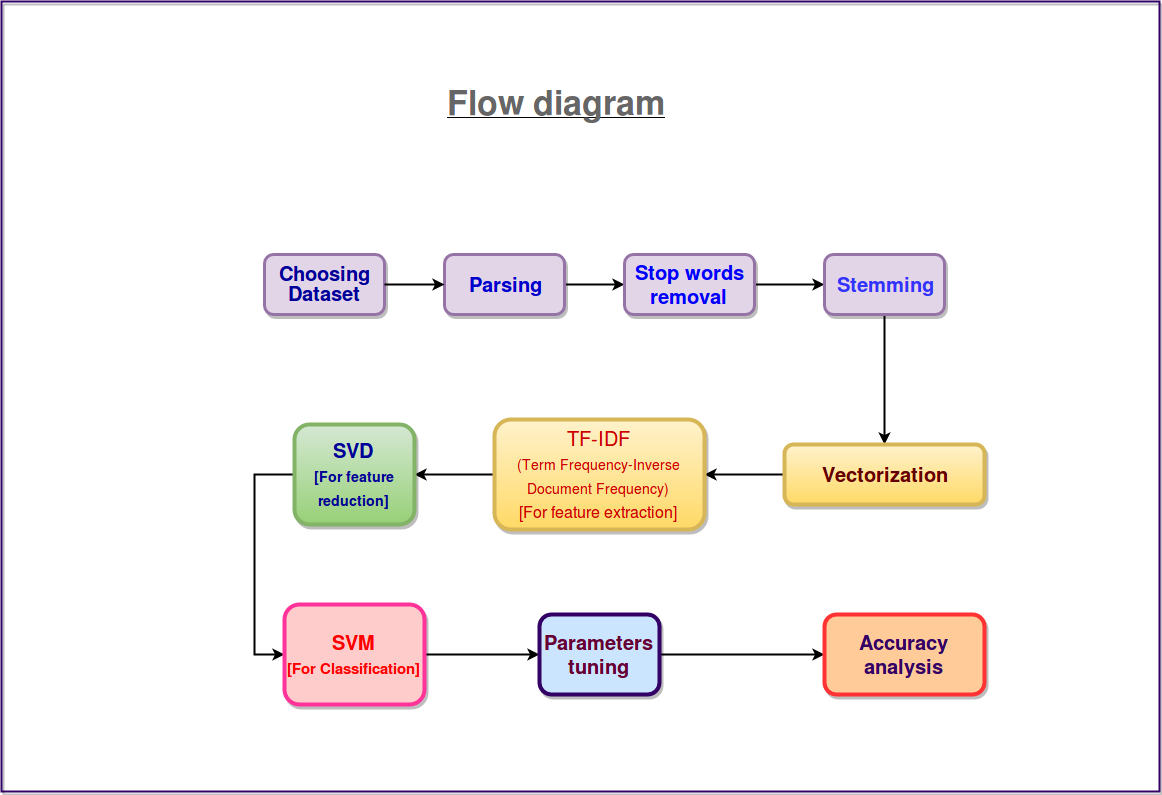 Flow diagram
Choosing
Dataset
Parsing
Stop words
removal
Stemming
Vectorization
TF-IDF
(Term Frequency-Inverse
Document Frequency)
[For feature extraction]
SVD
[For feature
reduction]
SVM
[For Classification]
Parameters
tuning
Accuracy
analysis